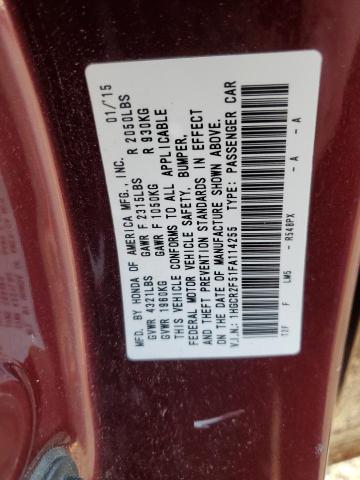 MFD. BY HONDA OF AMERICA MFG., INC. 01/'15
GVWR 4321LBS GAWR F 2315LBS R 2050LBS
GVWR 1960KG GAWR F 1050KG R 930KG
THIS VEHICLE CONFORMS TO ALL APPLICABLE
FEDERAL MOTOR VEHICLE SAFETY, BUMPER,
AND THEFT PREVENTION STANDARDS IN EFFECT
ON THE DATE OF MANUFACTURE SHOWN ABOVE.
V.I.N.: 1HGCR2F51FA114255 TYPE: PASSENGER CAR
T2F F LM5 - R548PX - A - A